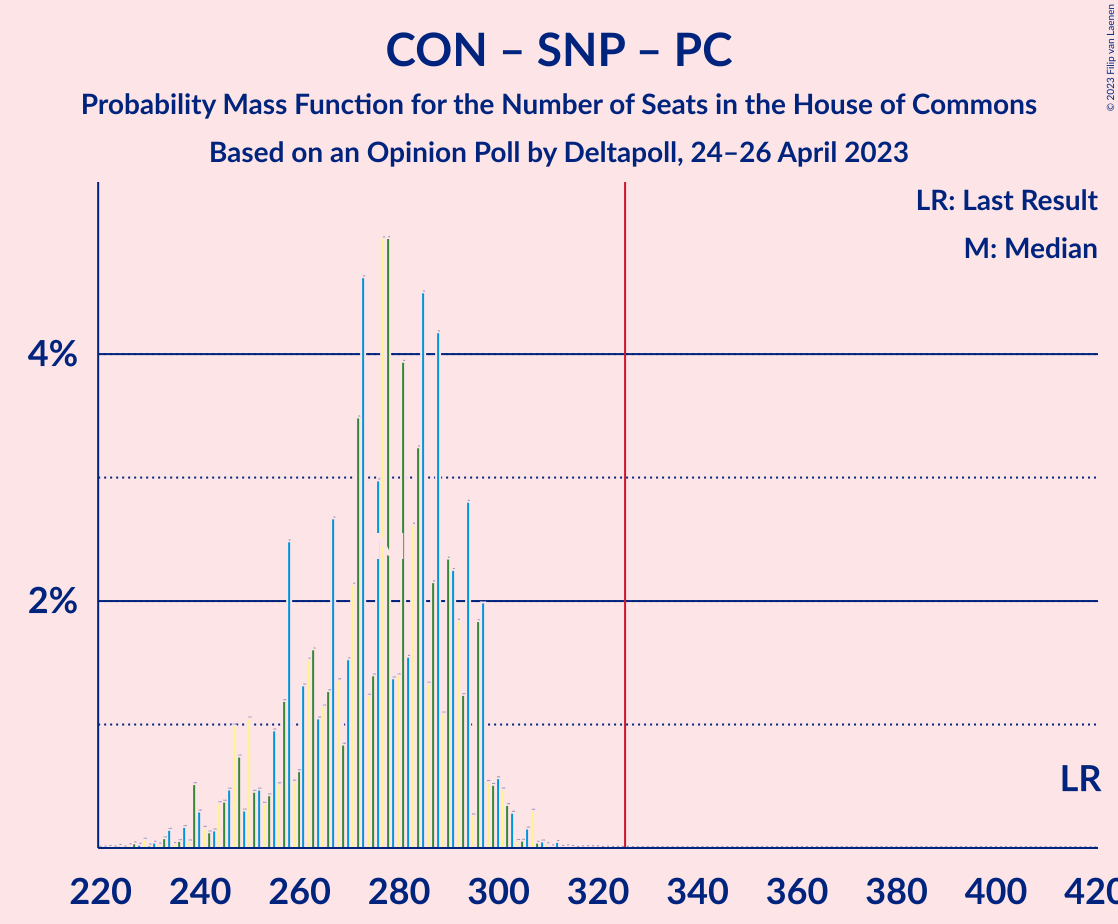 CON – SNP – PC
Probability Mass Function for the Number of Seats in the House of Commons
Based on an Opinion Poll by Deltapoll, 24–26 April 2023
© 2023 Filip van Laenen
LR: Last Result
M: Median
4%
2%
LR
220 240 260 280 300 320 340 360 380 400 420